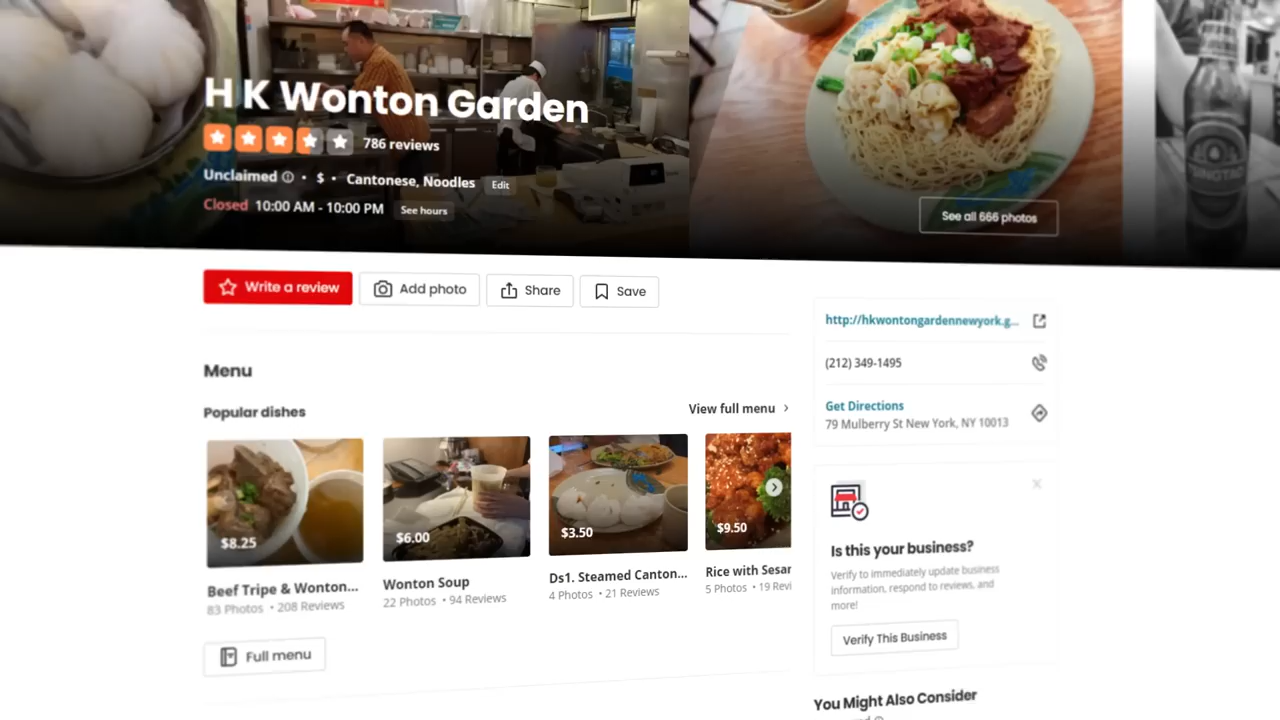 H K Wonton Garden
786 reviews
Unclaimed • $ • Cantonese, Noodles Edit
Closed 10:00 AM - 10:00 PM See hours
See all 666 photos
TSINGTAO
Write a review Add photo Share Save
Menu
Popular dishes View full menu
$8.25
Beef Tripe & Wonton...
83 Photos • 208 Reviews
$6.00
Wonton Soup
22 Photos • 94 Reviews
$3.50
Ds1. Steamed Canton...
4 Photos • 21 Reviews
$9.50
Rice with Sesar
5 Photos • 19 Revi
Full menu
http://hkwontongardennewyork.g...
(212) 349-1495
Get Directions
79 Mulberry St New York, NY 10013
Is this your business?
Verify to immediately update business
information, respond to reviews, and
more!
Verify This Business
You Might Also Consider